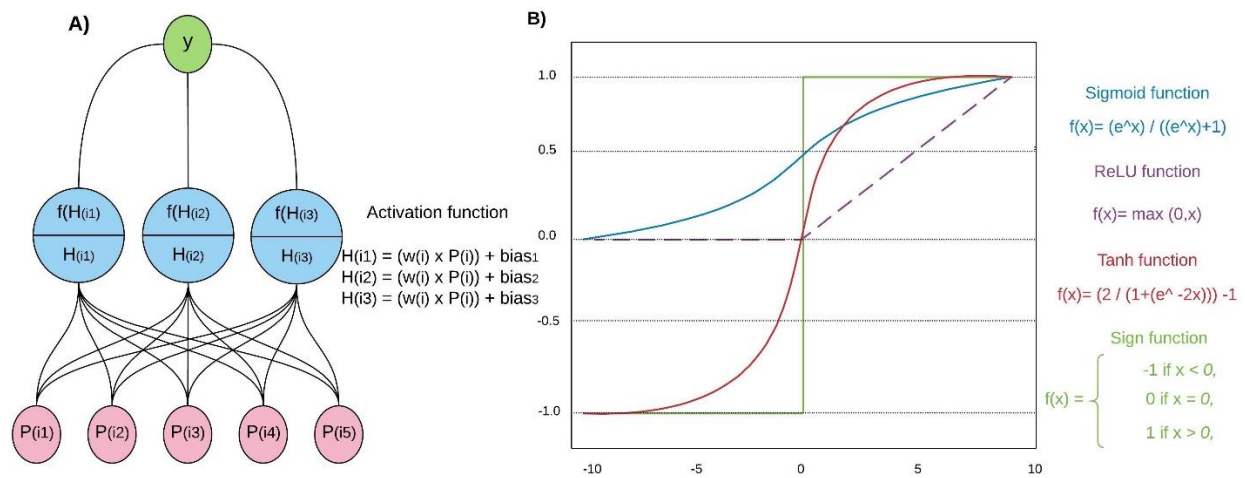 A)
y
f(H(i1)
H(i1)
f(H(i2)
H(i2)
f(H(i3)
H(i3)
Activation function
H(i1) = (w(i) x P(i)) + bias1
H(i2) = (w(i) x P(i)) + bias2
H(i3) = (w(i) x P(i)) + bias3
P(i1)
P(i2)
P(i3)
P(i4)
P(i5)
B)
1.0
0.5
0.0
-0.5
-1.0
-10
-5
0
5
10
Sigmoid function
f(x)= (e^x) / ((e^x)+1)
ReLU function
f(x)= max (0,x)
Tanh function
f(x)= (2 / (1+(e^ -2x))) -1
Sign function
f(x) =
-1 if x < 0,
0 if x = 0,
1 if x > 0,